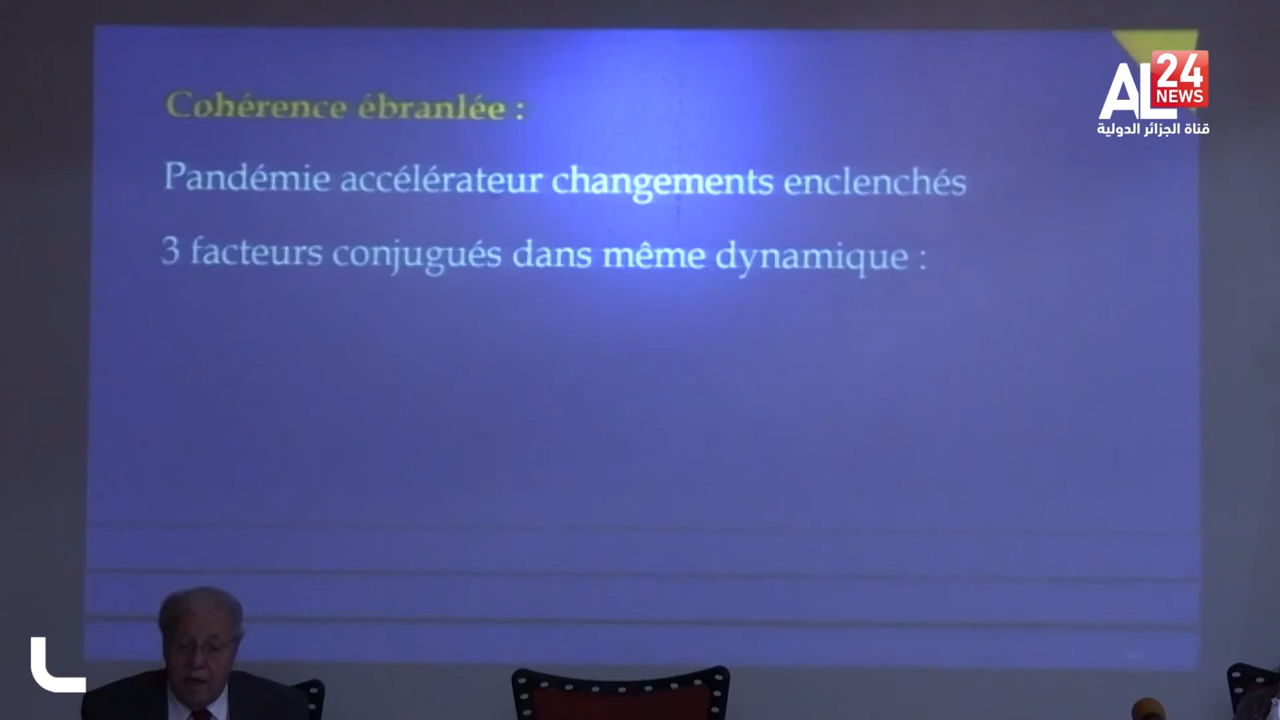 Cohérence ébranlée :
Pandémie accélérateur changements enclenchés
3 facteurs conjugués dans même dynamique :
AL
24
NEWS
قناة الجزائر الدولية